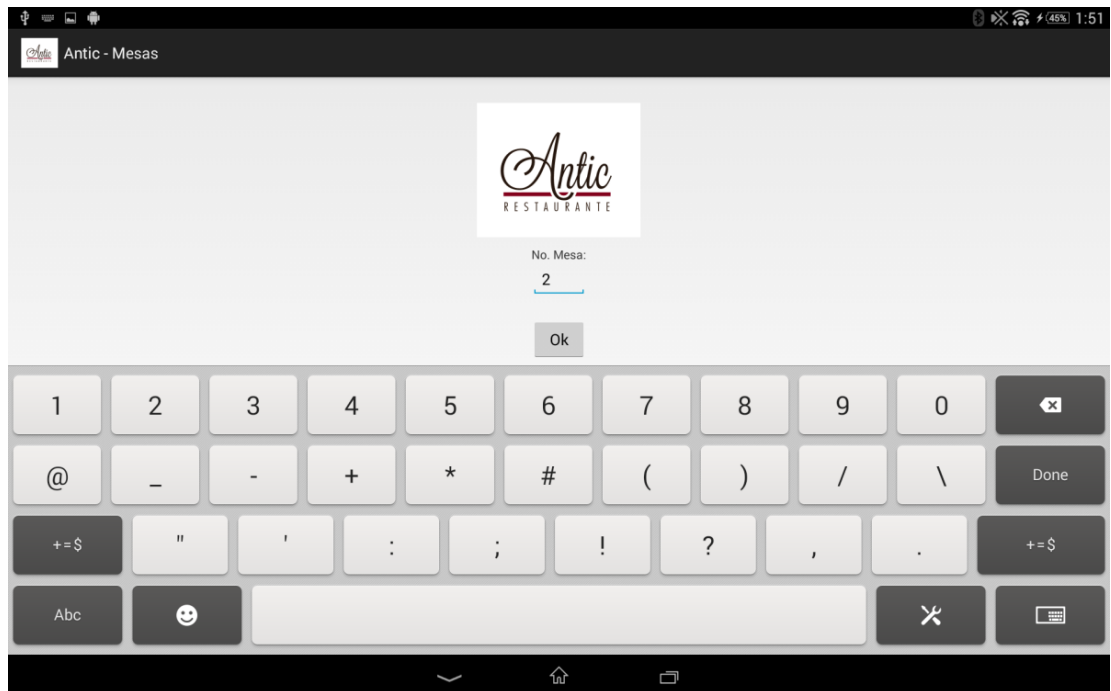 45% 1:51
Antic - Mesas
Antic
RESTAURANTE
No. Mesa:
2
Ok
1 2 3 4 5 6 7 8 9 0
@ _ - + * # ( ) / \ Done
+=$ " ' : ; ! ? , . +=$
Abc